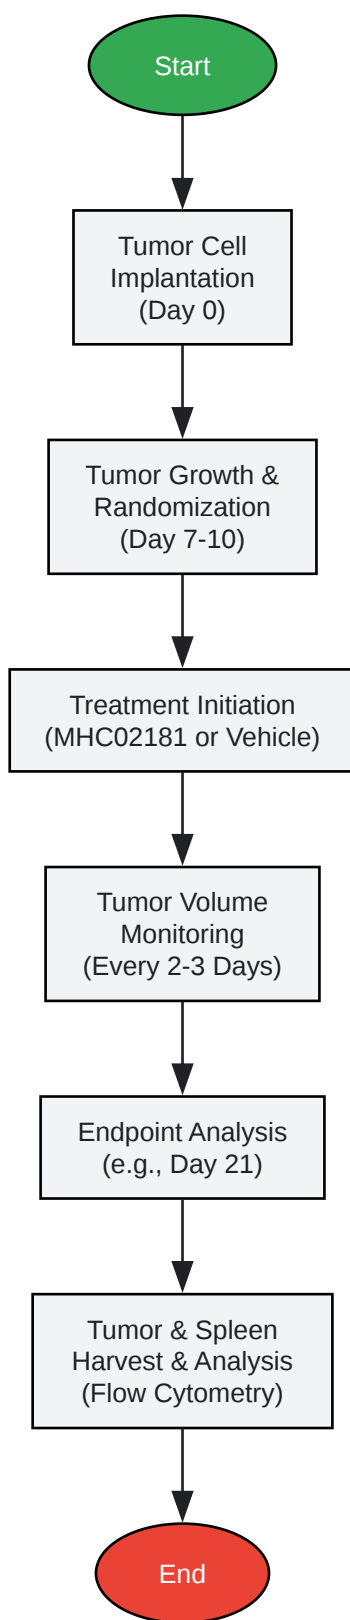 Start
Tumor Cell
Implantation
(Day 0)
Tumor Growth &
Randomization
(Day 7-10)
Treatment Initiation
(MHC02181 or Vehicle)
Tumor Volume
Monitoring
(Every 2-3 Days)
Endpoint Analysis
(e.g., Day 21)
Tumor & Spleen
Harvest & Analysis
(Flow Cytometry)
End